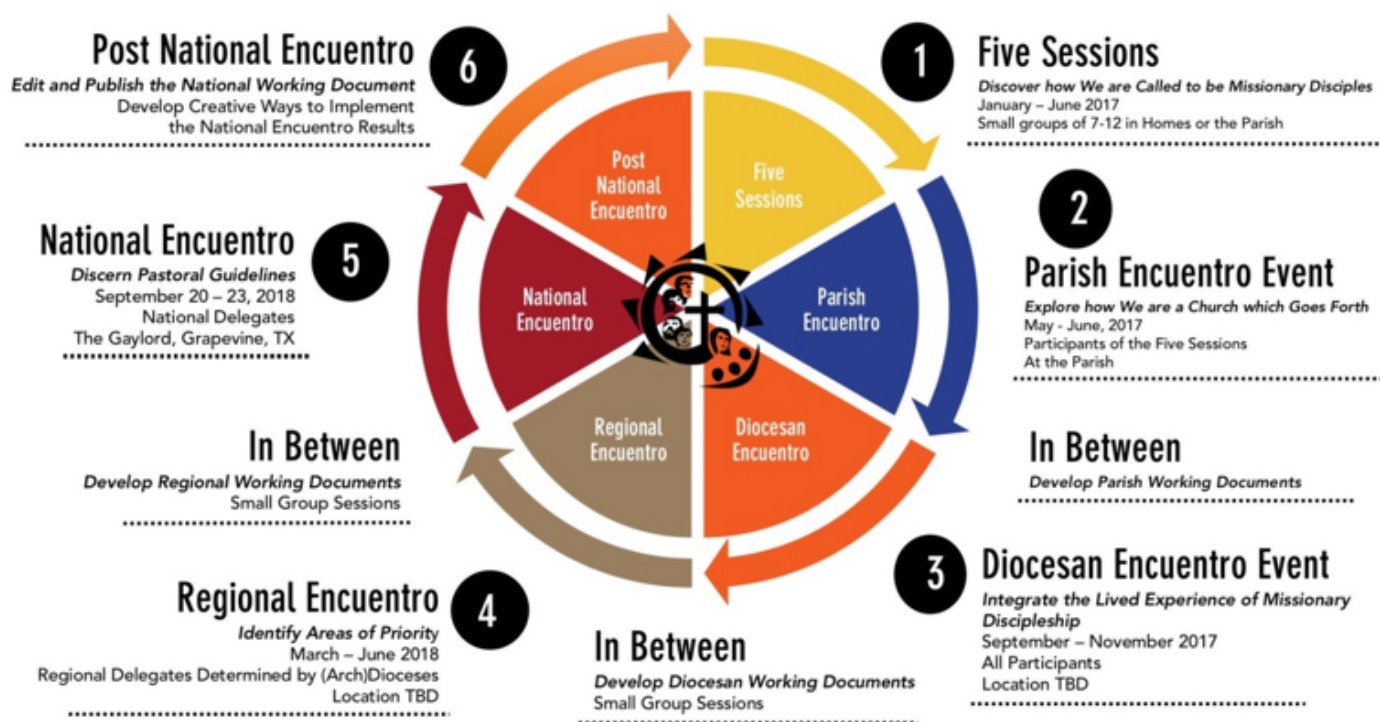 1
Five Sessions
Discover how We are Called to be Missionary Disciples
January – June 2017
Small groups of 7-12 in Homes or the Parish
2
Parish Encuentro Event
Explore how We are a Church which Goes Forth
May - June, 2017
Participants of the Five Sessions
At the Parish
In Between
Develop Parish Working Documents
3
Diocesan Encuentro Event
Integrate the Lived Experience of Missionary
Discipleship
September – November 2017
All Participants
Location TBD
In Between
Develop Diocesan Working Documents
Small Group Sessions
4
Regional Encuentro
Identify Areas of Priority
March – June 2018
Regional Delegates Determined by (Arch)Dioceses
Location TBD
In Between
Develop Regional Working Documents
Small Group Sessions
5
National Encuentro
Discern Pastoral Guidelines
September 20 – 23, 2018
National Delegates
The Gaylord, Grapevine, TX
6
Post National Encuentro
Edit and Publish the National Working Document
Develop Creative Ways to Implement
the National Encuentro Results
Five
Sessions
Parish
Encuentro
Diocesan
Encuentro
Regional
Encuentro
National
Encuentro
Post
National
Encuentro